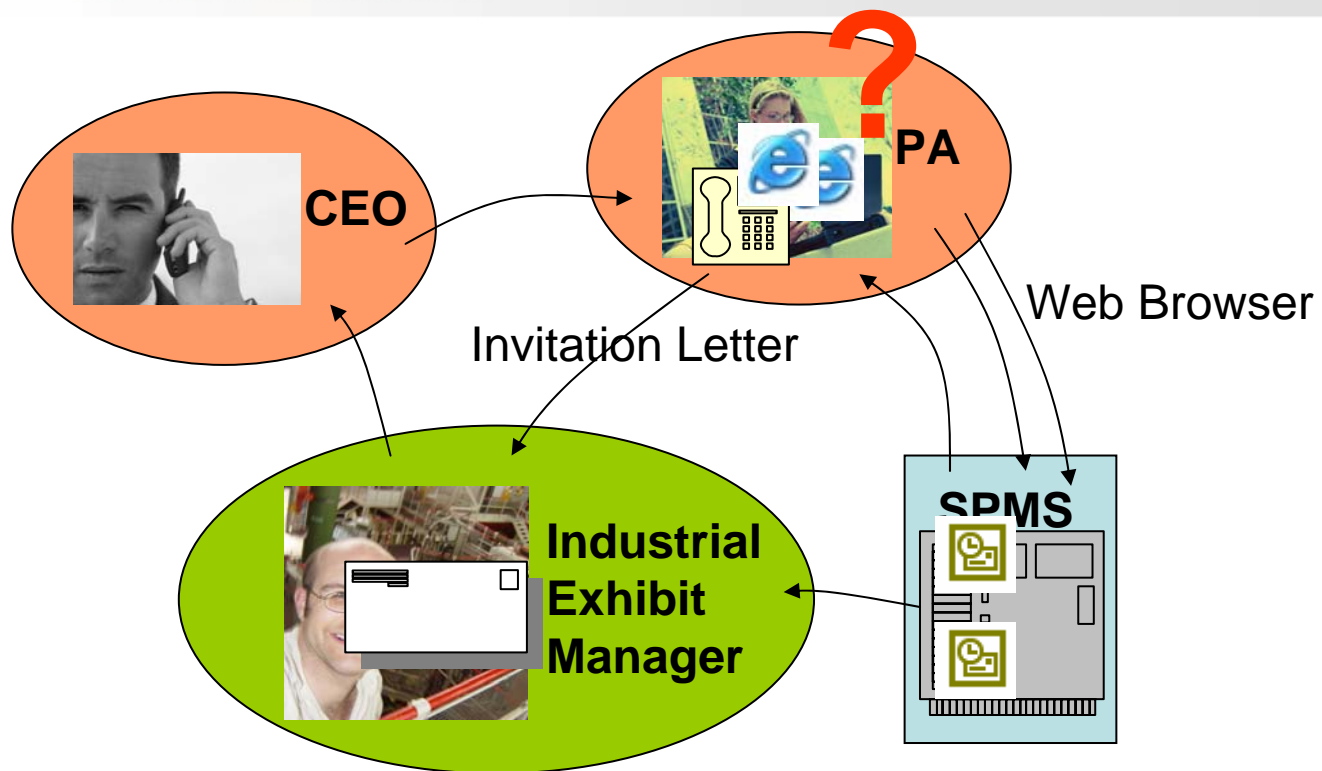 ?
PA
CEO
Web Browser
Invitation Letter
SPMS
Industrial
Exhibit
Manager